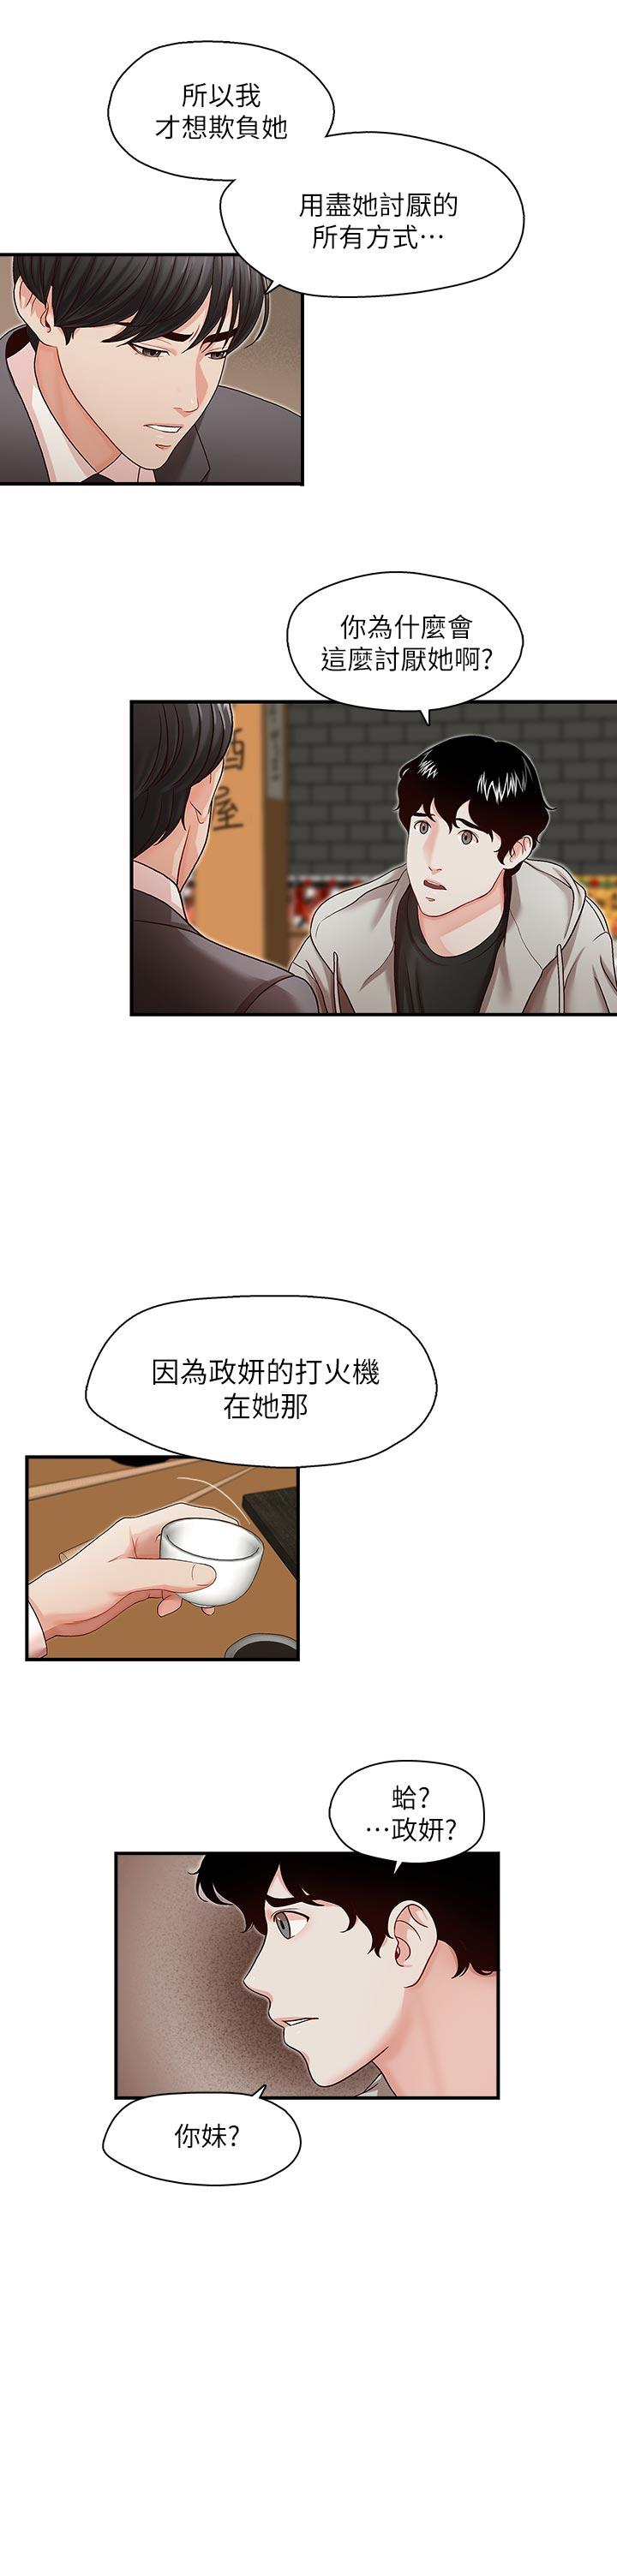 所以我
才想欺負她
用盡她討厭的
所有方式…
你為什麼會
這麼討厭她啊?
酒
屋
因為政妍的打火機
在她那
蛤?
…政妍?
你妹?